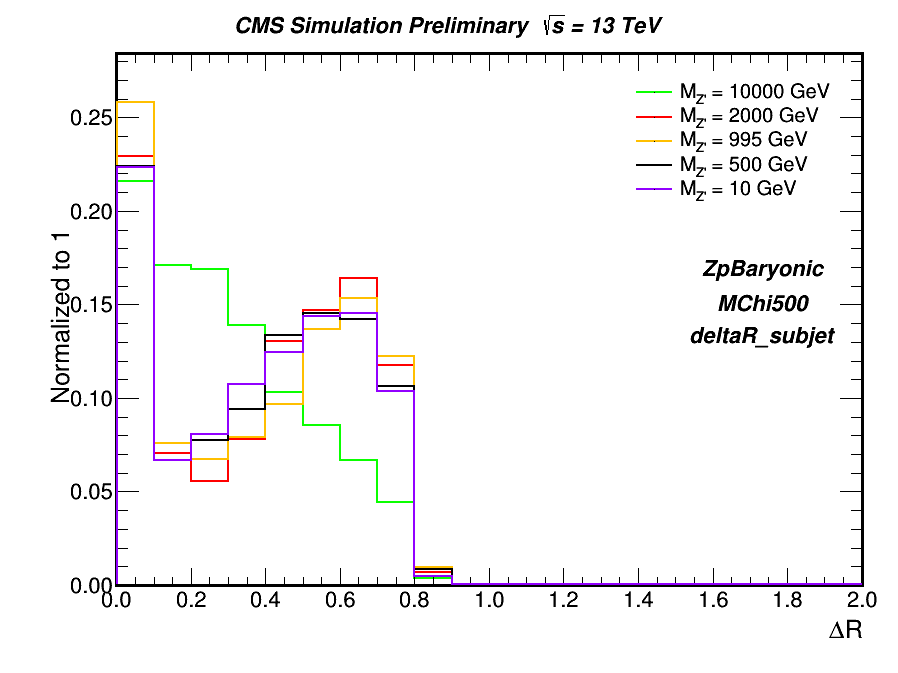 CMS Simulation Preliminary √s = 13 TeV
M_Z' = 10000 GeV
M_Z' = 2000 GeV
M_Z' = 995 GeV
M_Z' = 500 GeV
M_Z' = 10 GeV
ZpBaryonic
MChi500
deltaR_subjet
Normalized to 1
0.25
0.20
0.15
0.10
0.05
0.00
0.0 0.2 0.4 0.6 0.8 1.0 1.2 1.4 1.6 1.8 2.0
ΔR